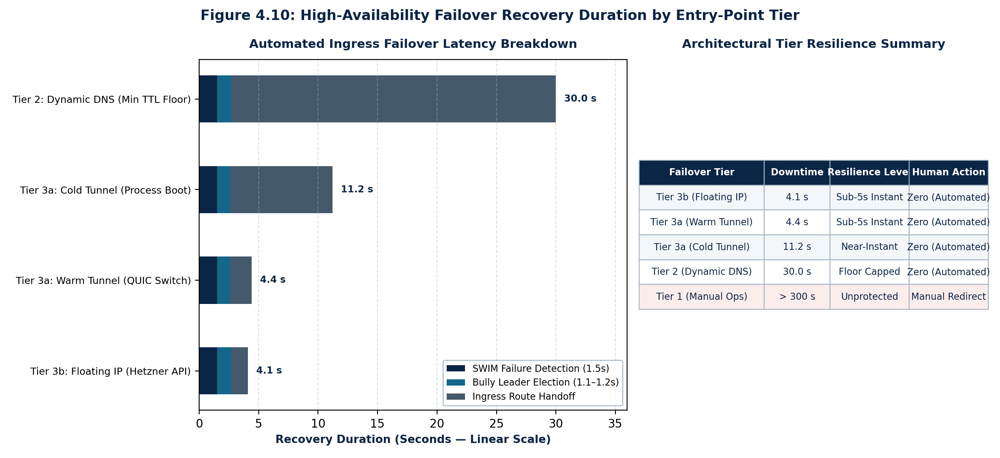 Figure 4.10: High-Availability Failover Recovery Duration by Entry-Point Tier
Automated Ingress Failover Latency Breakdown
Tier 2: Dynamic DNS (Min TTL Floor)
30.0 s
Tier 3a: Cold Tunnel (Process Boot)
11.2 s
Tier 3a: Warm Tunnel (QUIC Switch)
4.4 s
Tier 3b: Floating IP (Hetzner API)
4.1 s
SWIM Failure Detection (1.5s)
Bully Leader Election (1.1–1.2s)
Ingress Route Handoff
0 5 10 15 20 25 30 35
Recovery Duration (Seconds — Linear Scale)
Architectural Tier Resilience Summary
Failover Tier Downtime Resilience Leve Human Action
Tier 3b (Floating IP) 4.1 s Sub-5s Instant Zero (Automated)
Tier 3a (Warm Tunnel) 4.4 s Sub-5s Instant Zero (Automated)
Tier 3a (Cold Tunnel) 11.2 s Near-Instant Zero (Automated)
Tier 2 (Dynamic DNS) 30.0 s Floor Capped Zero (Automated)
Tier 1 (Manual Ops) > 300 s Unprotected Manual Redirect